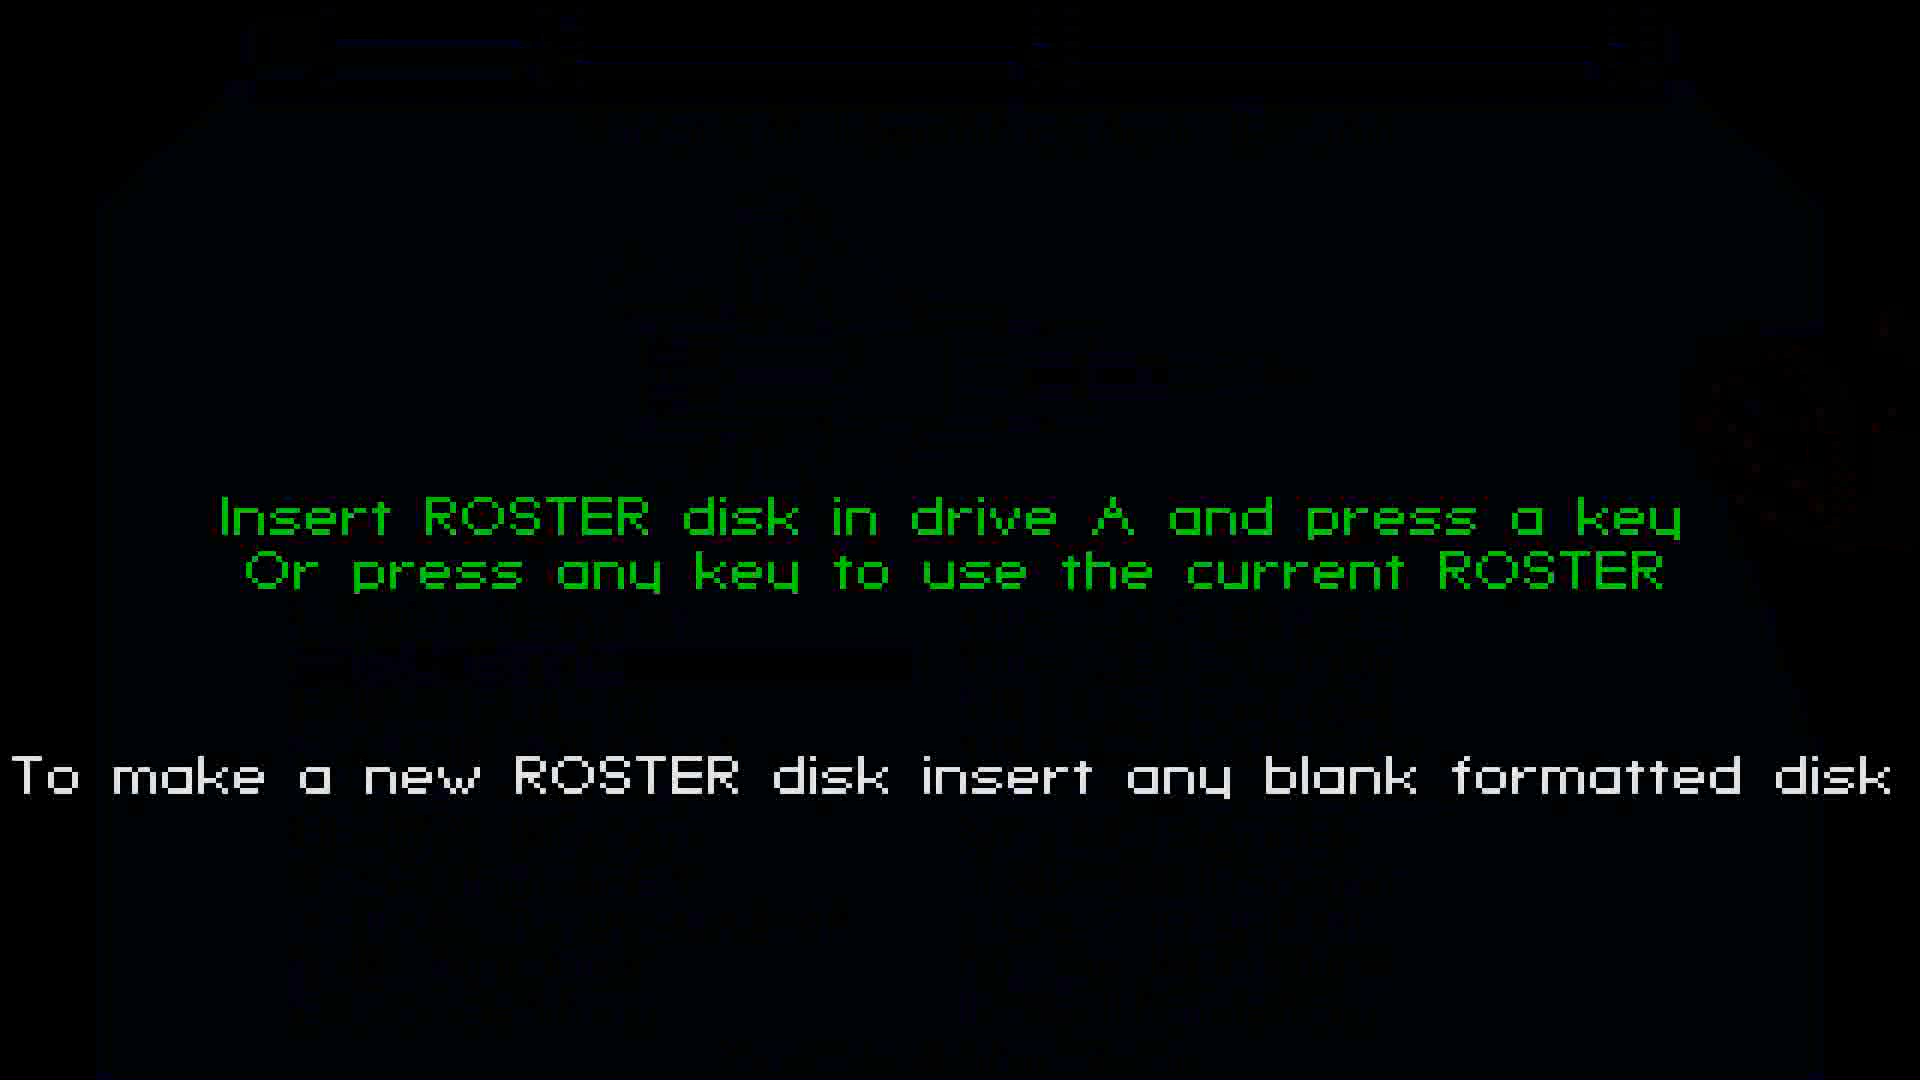 Insert ROSTER disk in drive A and press a key
Or press any key to use the current ROSTER
To make a new ROSTER disk insert any blank formatted disk